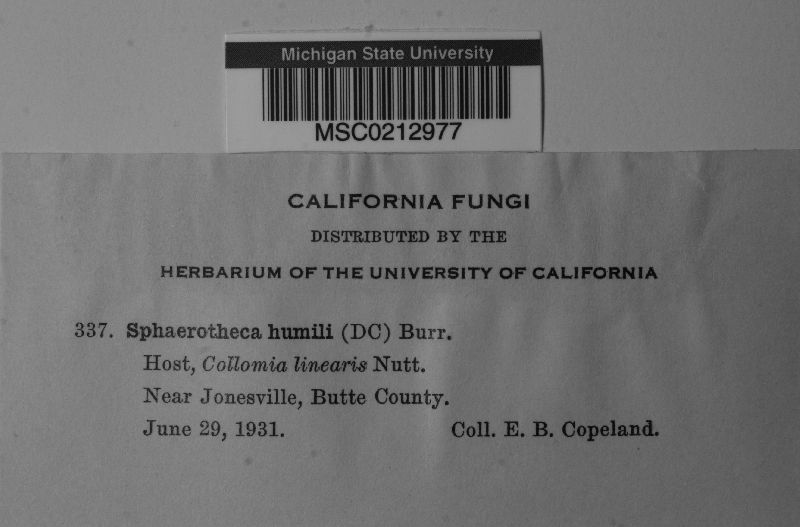 Michigan State University
MSC0212977
CALIFORNIA FUNGI
DISTRIBUTED BY THE
HERBARIUM OF THE UNIVERSITY OF CALIFORNIA
337. Sphaerotheca humili (DC) Burr.
Host, Collomia linearis Nutt.
Near Jonesville, Butte County.
June 29, 1931. Coll. E. B. Copeland.